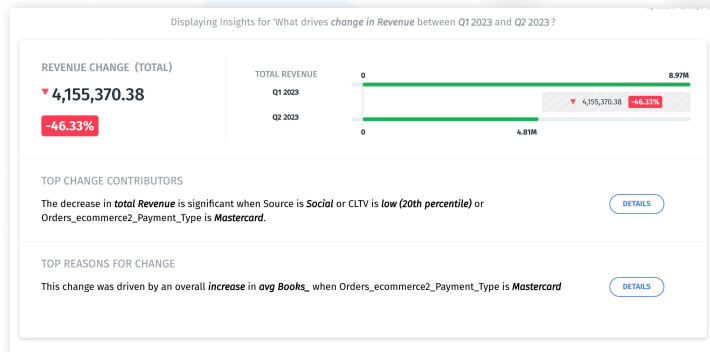 Displaying Insights for 'What drives change in Revenue between Q1 2023 and Q2 2023 ?
REVENUE CHANGE (TOTAL)
▼ 4,155,370.38
-46.33%
TOTAL REVENUE
0
8.97M
Q1 2023
▼ 4,155,370.38 -46.33%
Q2 2023
0
4.81M
TOP CHANGE CONTRIBUTORS
The decrease in total Revenue is significant when Source is Social or CLTV is low (20th percentile) or
Orders_ecommerce2_Payment_Type is Mastercard.
DETAILS
TOP REASONS FOR CHANGE
This change was driven by an overall increase in avg Books_ when Orders_ecommerce2_Payment_Type is Mastercard
DETAILS